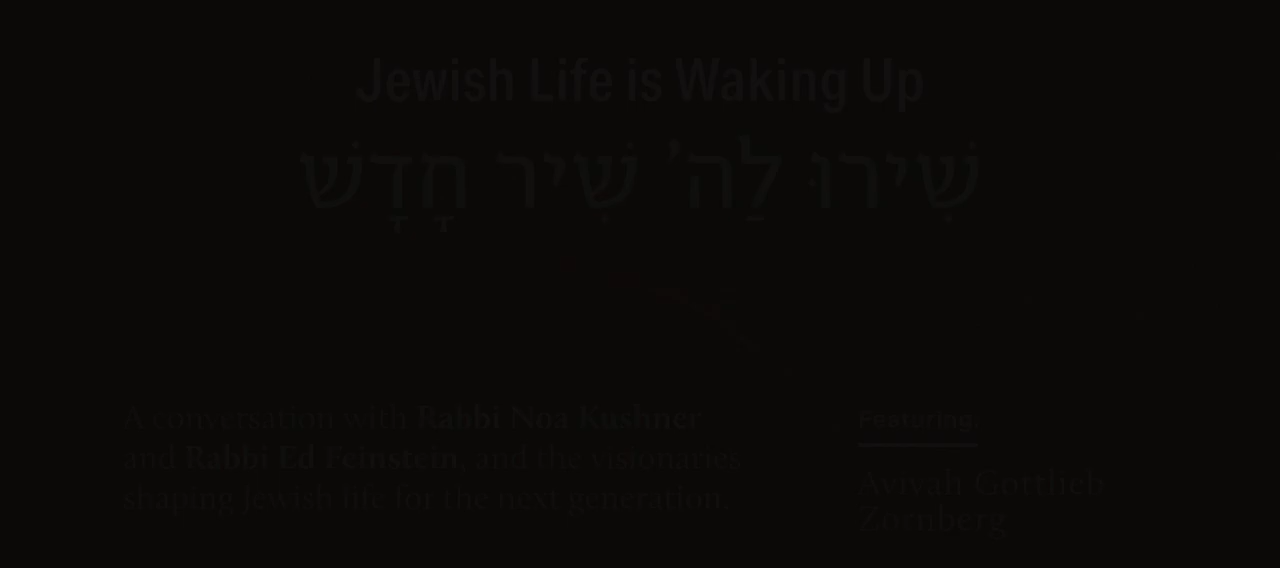 Jewish Life is Waking Up
שִׁירוּ לַה׳ שִׁיר חָדָשׁ
A conversation with Rabbi Noa Kushner
and Rabbi Ed Feinstein, and the visionaries
shaping Jewish life for the next generation.
Featuring:
Avivah Gottlieb
Zornberg